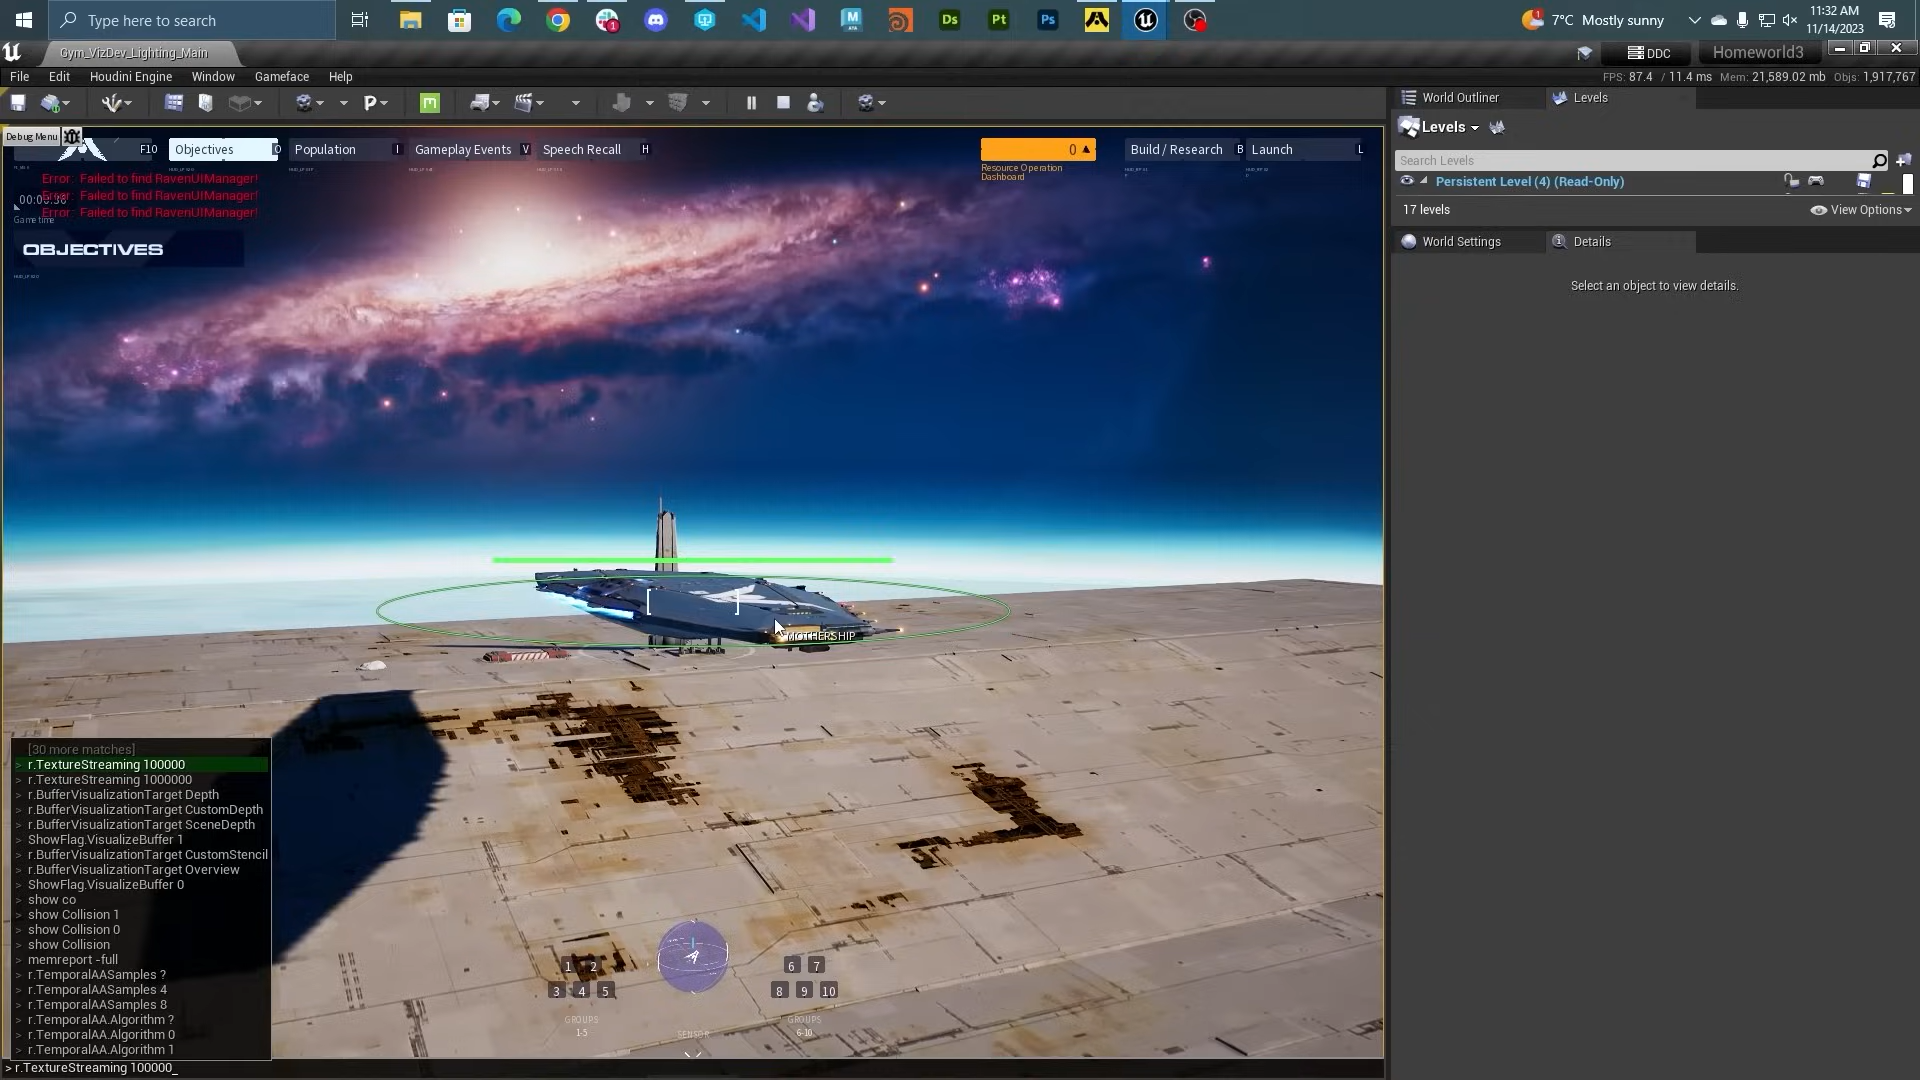 Type here to search
7°C Mostly sunny
11:32 AM
11/14/2023
Gym_VizDev_Lighting_Main
DDC
Homeworld3
File Edit Houdini Engine Window Gameface Help
FPS: 87.4 / 11.4 ms Mem: 21,589.02 mb Objs: 1,917,767
World Outliner
Levels
Levels
Search Levels
Persistent Level (4) (Read-Only)
17 levels
View Options
World Settings
Details
Select an object to view details.
Debug Menu
F10
Objectives O
Population I
Gameplay Events V
Speech Recall H
0
Resource Operation
Dashboard
Build / Research B
Launch L
Error: Failed to find RavenUIManager!
Error: Failed to find RavenUIManager!
Error: Failed to find RavenUIManager!
Game time
OBJECTIVES
MOTHERSHIP
[30 more matches]
> r.TextureStreaming 100000
> r.TextureStreaming 1000000
> r.BufferVisualizationTarget Depth
> r.BufferVisualizationTarget CustomDepth
> r.BufferVisualizationTarget SceneDepth
> ShowFlag.VisualizeBuffer 1
> r.BufferVisualizationTarget CustomStencil
> r.BufferVisualizationTarget Overview
> ShowFlag.VisualizeBuffer 0
> show co
> show Collision 1
> show Collision 0
> show Collision
> memreport -full
> r.TemporalAASamples ?
> r.TemporalAASamples 4
> r.TemporalAASamples 8
> r.TemporalAA.Algorithm ?
> r.TemporalAA.Algorithm 0
> r.TemporalAA.Algorithm 1
> r.TextureStreaming 100000_
1 2
3 4 5
GROUPS
1-5
SENSOR
6 7
8 9 10
GROUPS
6-10